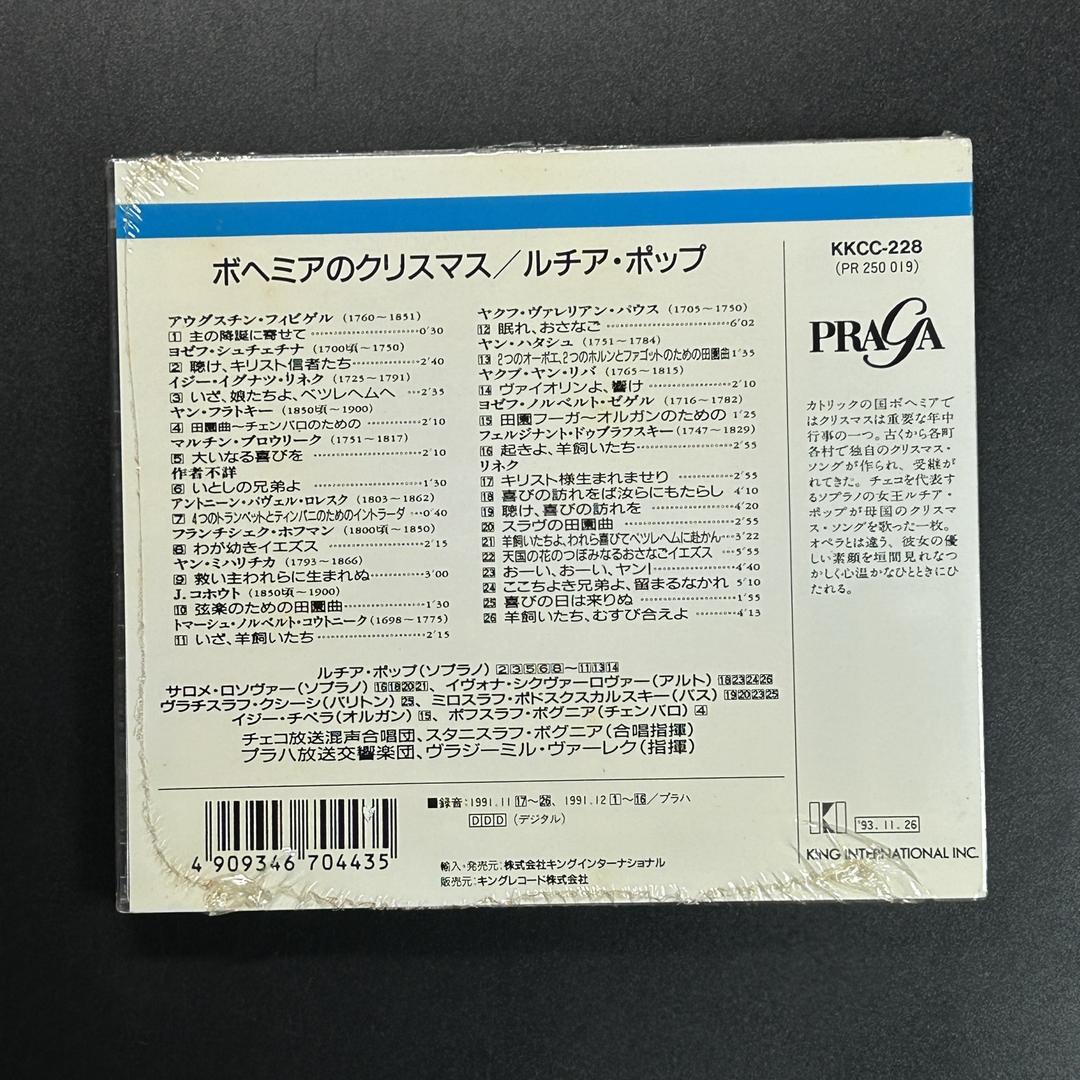 ボヘミアのクリスマス/ルチア・ポップ
アウグスチン・フィビゲル (1760〜1851)
1 主の降誕に寄せて 0'30
ヨゼフ・シュチェチナ (1700頃〜1750)
2 聴け、キリスト信者たち 2'40
イジー・イグナツ・リネク (1725〜1791)
3 いざ、娘たちよ、ベツレヘムへ 2'35
ヤン・フラトキー (1850頃〜1900)
4 田園曲〜チェンバロのための 2'10
マルチン・ブロウリーク (1751〜1817)
5 大いなる喜びを 2'10
作者不詳
6 いとしの兄弟よ 1'30
アントニーン・パヴェル・ロレスク (1803〜1862)
7 4つのトランペットとティンパニのためのイントラーダ 0'40
フランチシェク・ホフマン (1800頃〜1850)
8 わが幼きイエズス 2'15
ヤン・ミハリチカ (1793〜1866)
9 救い主われらに生まれぬ 3'00
J. コホウト (1850頃〜1900)
10 弦楽のための田園曲 1'30
トマーシュ・ノルベルト・コウトニーク (1698〜1775)
11 いざ、羊飼いたち 2'15
ヤクフ・ヴァレリアン・パウス (1705〜1750)
12 眠れ、おさなご 6'02
ヤン・ハタシュ (1751〜1784)
13 2つのオーボエ、2つのホルンとファゴットのための田園曲 1'35
ヤクブ・ヤン・リバ (1765〜1815)
14 ヴァイオリンよ、響け 2'10
ヨゼフ・ノルベルト・ゼゲル (1716〜1782)
15 田園フーガ〜オルガンのための 1'25
フェルジナント・ドゥブラフスキー (1747〜1829)
16 起きよ、羊飼いたち 2'55
リネク
17 キリスト様生まれませり 2'55
18 喜びの訪れをば汝らにもたらし 4'10
19 聴け、喜びの訪れを 4'20
20 スラヴの田園曲 2'55
21 羊飼いたちよ、われら喜びてベツレヘムに赴かん 3'22
22 天国の花のつぼみなるおさなごイエズス 5'55
23 おーい、おーい、ヤン! 4'40
24 ここちよき兄弟よ、留まるなかれ 5'10
25 喜びの日は来りぬ 1'55
26 羊飼いたち、むすび合えよ 4'13
ルチア・ポップ(ソプラノ) 2 3 5 6 8〜11 13 14
サロメ・ロソヴァー(ソプラノ) 16 18 20 21、イヴォナ・シクヴァーロヴァー(アルト) 18 23 24 26
ヴラチスラフ・クシーシ(バリトン) 25、ミロスラフ・ポドスクスカルスキー(バス) 19 20 23 25
イジー・チペラ(オルガン) 15、ボフスラフ・ボグニア(チェンバロ) 4
チェコ放送混声合唱団、スタニスラフ・ボグニア(合唱指揮)
プラハ放送交響楽団、ヴラジーミル・ヴァーレク(指揮)
■録音:1991.11 17〜26、1991.12 1〜16/プラハ
DDD (デジタル)
輸入・発売元:株式会社キングインターナショナル
販売元:キングレコード株式会社
4 909346 704435
KKCC-228
(PR 250 019)
PRAGA
カトリックの国ボヘミアで
はクリスマスは重要な年中
行事の一つ。古くから各町
各村で独自のクリスマス・
ソングが作られ、受継が
れてきた。チェコを代表す
るソプラノの女王ルチア・
ポップが母国のクリスマ
ス・ソングを歌った一枚。
オペラとは違う、彼女の優
しい素顔を垣間見れなつ
かしく心温かなひとときにひ
たれる。
'93. 11. 26
KING INTERNATIONAL INC.